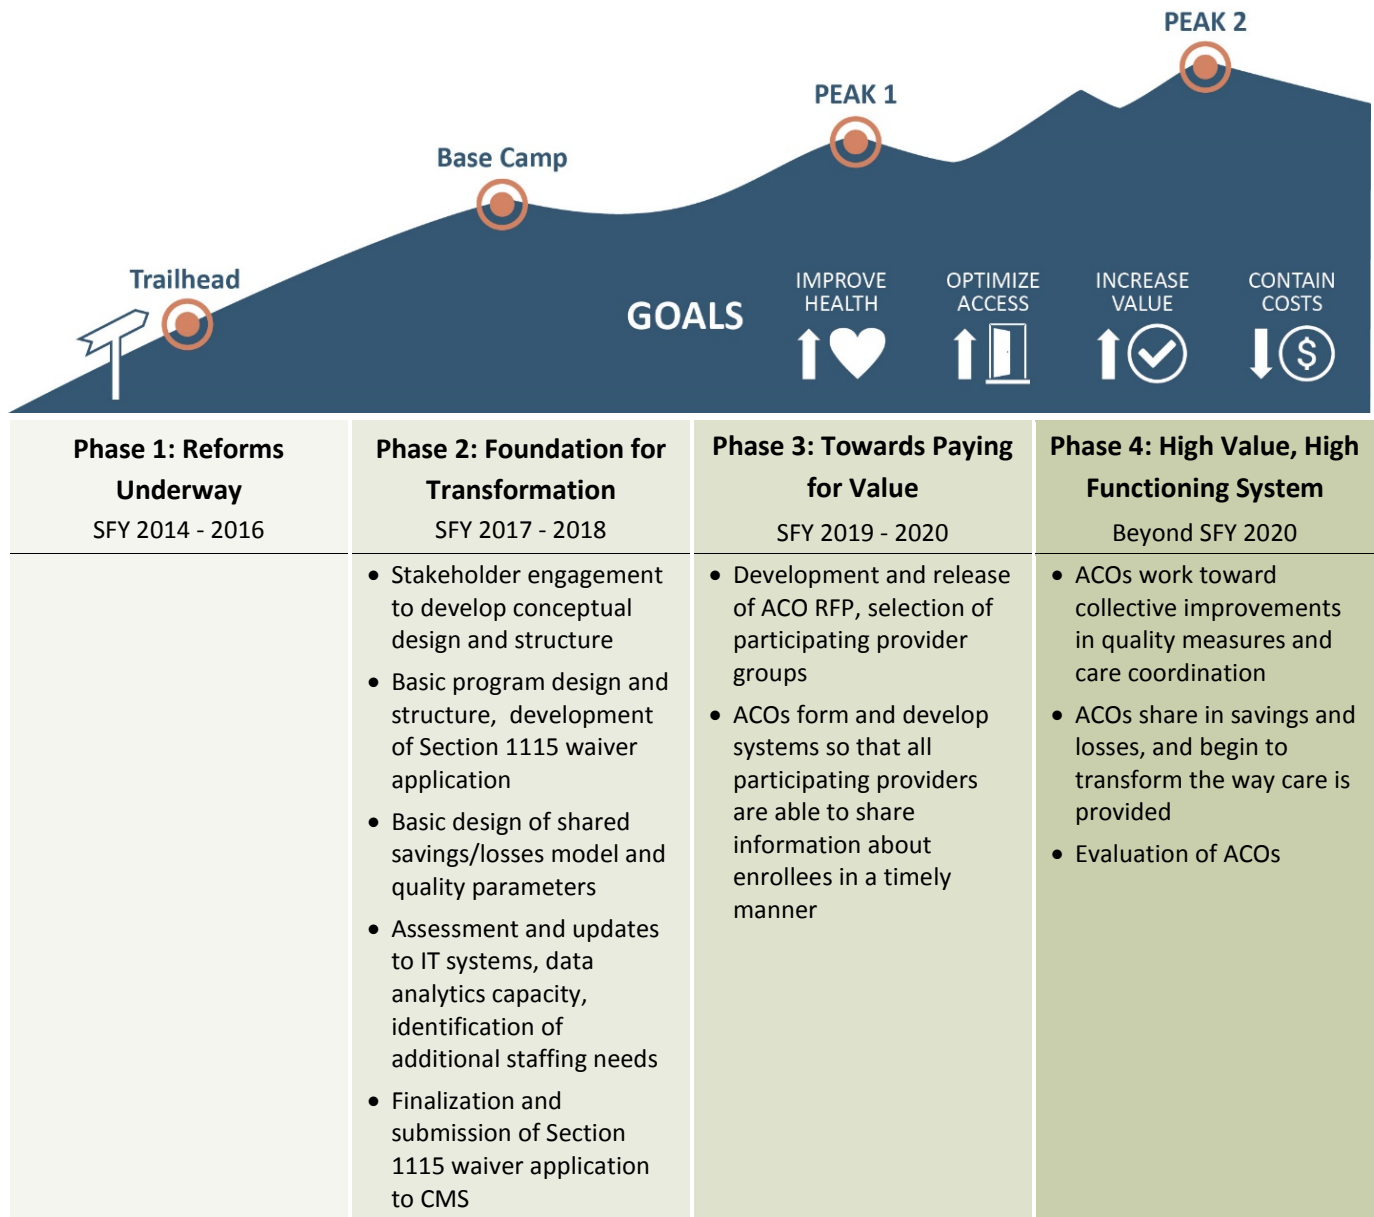 PEAK 2
PEAK 1
Base Camp
Trailhead
GOALS
IMPROVE
HEALTH
OPTIMIZE
ACCESS
INCREASE
VALUE
CONTAIN
COSTS
$
Phase 1: Reforms
Underway
SFY 2014 - 2016
Phase 2: Foundation for
Transformation
SFY 2017 - 2018
• Stakeholder engagement
to develop conceptual
design and structure
• Basic program design and
structure,  development
of Section 1115 waiver
application
• Basic design of shared
savings/losses model and
quality parameters
• Assessment and updates
to IT systems, data
analytics capacity,
identification of
additional staffing needs
• Finalization and
submission of Section
1115 waiver application
to CMS
Phase 3: Towards Paying
for Value
SFY 2019 - 2020
• Development and release
of ACO RFP, selection of
participating provider
groups
• ACOs form and develop
systems so that all
participating providers
are able to share
information about
enrollees in a timely
manner
Phase 4: High Value, High
Functioning System
Beyond SFY 2020
• ACOs work toward
collective improvements
in quality measures and
care coordination
• ACOs share in savings and
losses, and begin to
transform the way care is
provided
• Evaluation of ACOs